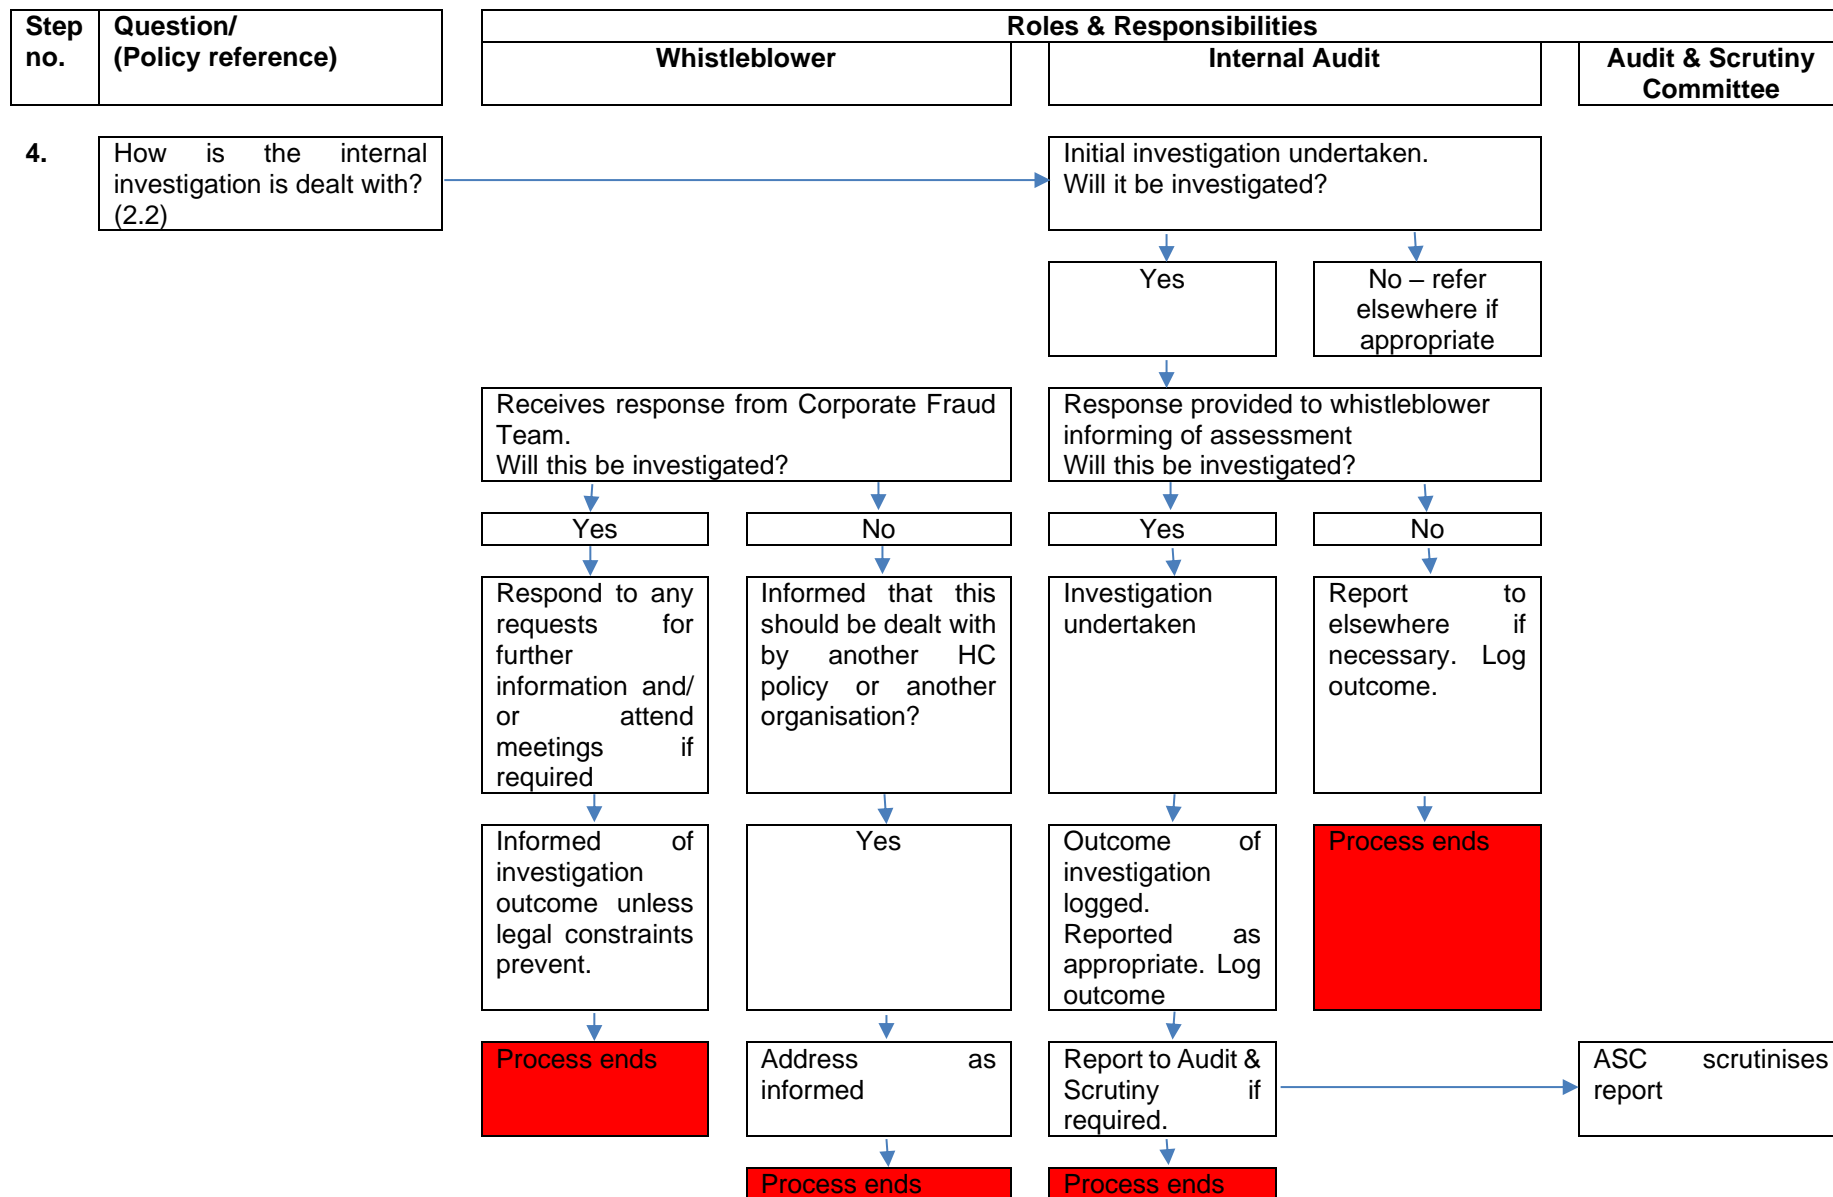 Step no.
Question/
(Policy reference)
Roles & Responsibilities
Whistleblower
Internal Audit
Audit & Scrutiny
Committee
4.
How is the internal
investigation is dealt with?
(2.2)
Initial investigation undertaken.
Will it be investigated?
Yes
No – refer
elsewhere if
appropriate
Receives response from Corporate Fraud
Team.
Will this be investigated?
Response provided to whistleblower
informing of assessment
Will this be investigated?
Yes
No
Yes
No
Respond to any
requests for
further
information and/
or attend
meetings if
required
Informed that this
should be dealt with
by another HC
policy or another
organisation?
Investigation
undertaken
Report to
elsewhere if
necessary. Log
outcome.
Informed of
investigation
outcome unless
legal constraints
prevent.
Yes
Outcome of
investigation
logged.
Reported as
appropriate. Log
outcome
Process ends
Process ends
Address as
informed
Report to Audit &
Scrutiny if
required.
ASC scrutinises
report
Process ends
Process ends